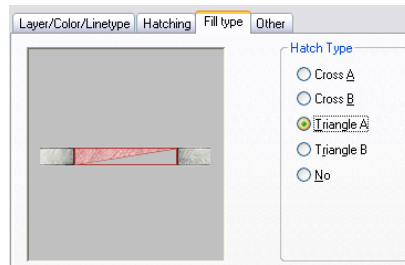 Layer/Color/Linetype Hatching Fill type Other
Hatch Type
Cross A
Cross B
Triangle A
Triangle B
No